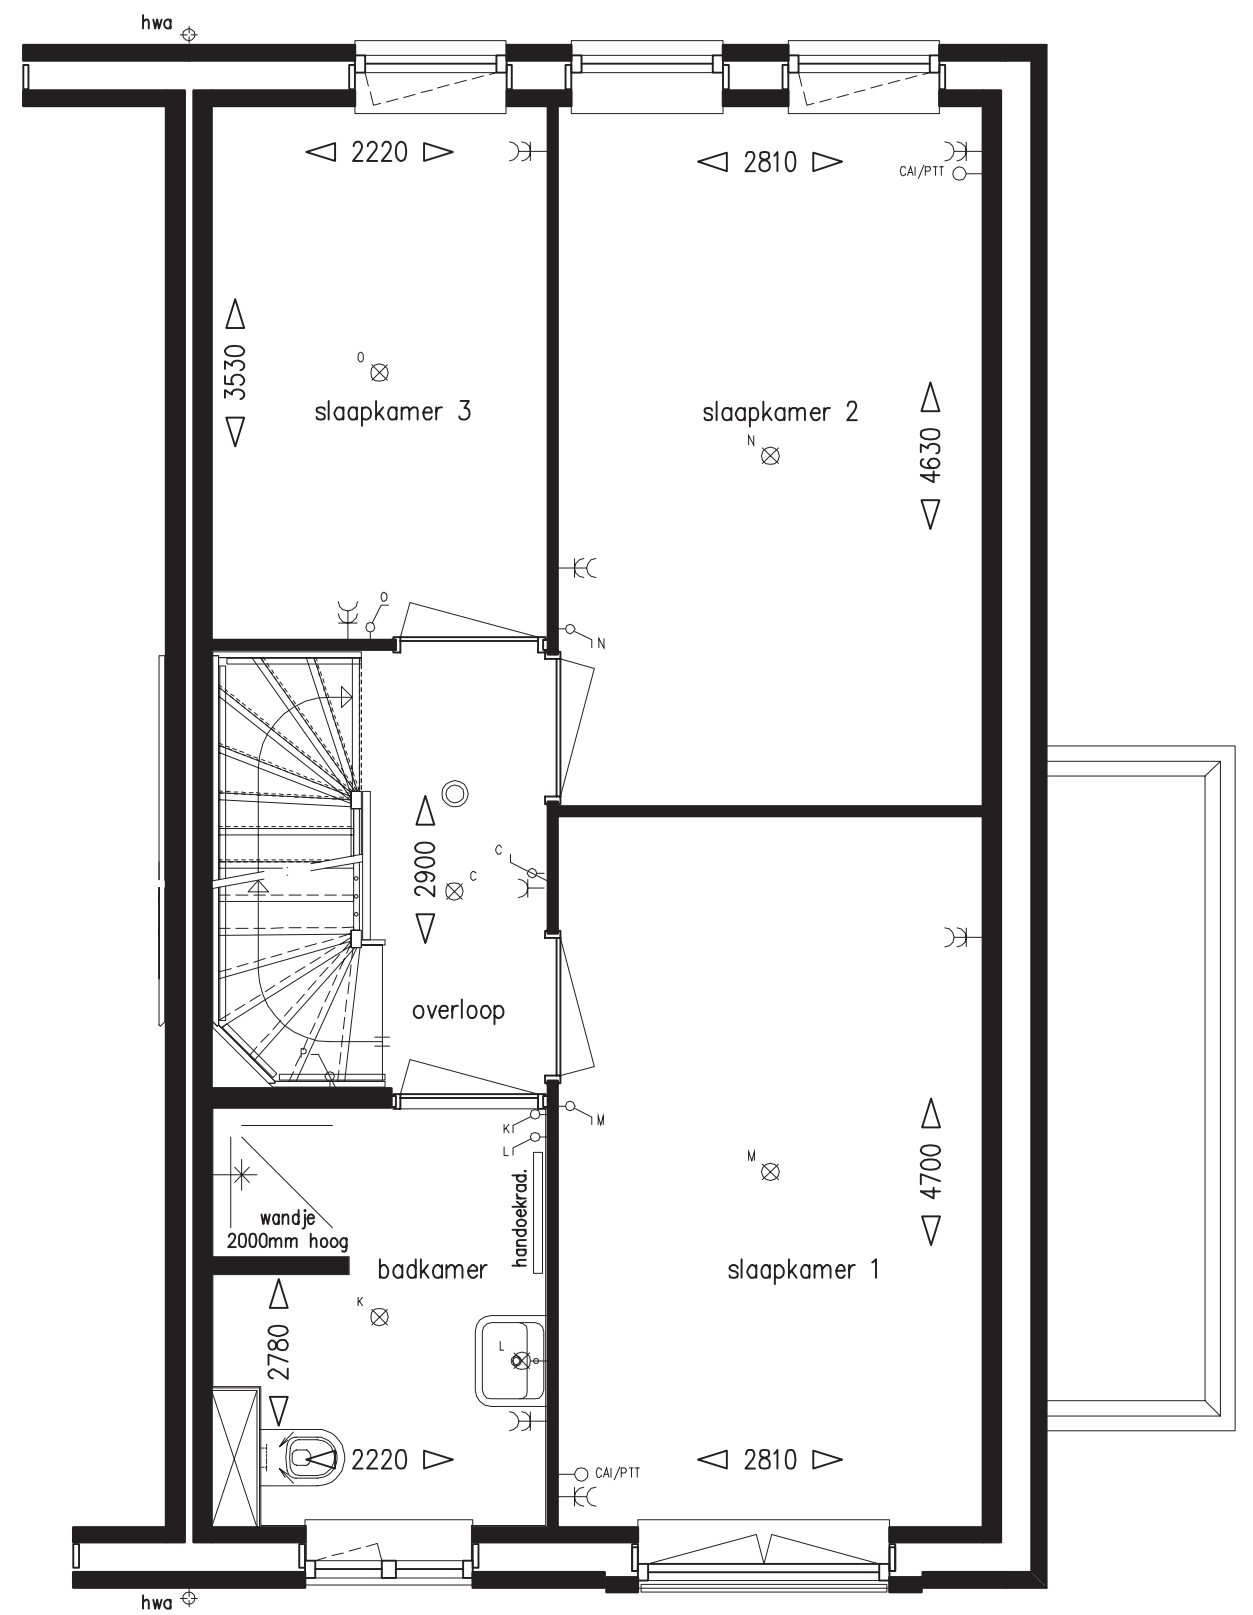 hwa
2220
2810
CAI/PTT
3530
O
slaapkamer 3
slaapkamer 2
N
4630
O
N
2900
C
C
overloop
P
K
L
M
M
4700
handoekrad.
wandje
2000mm hoog
badkamer
slaapkamer 1
K
2780
L
2220
2810
CAI/PTT
hwa